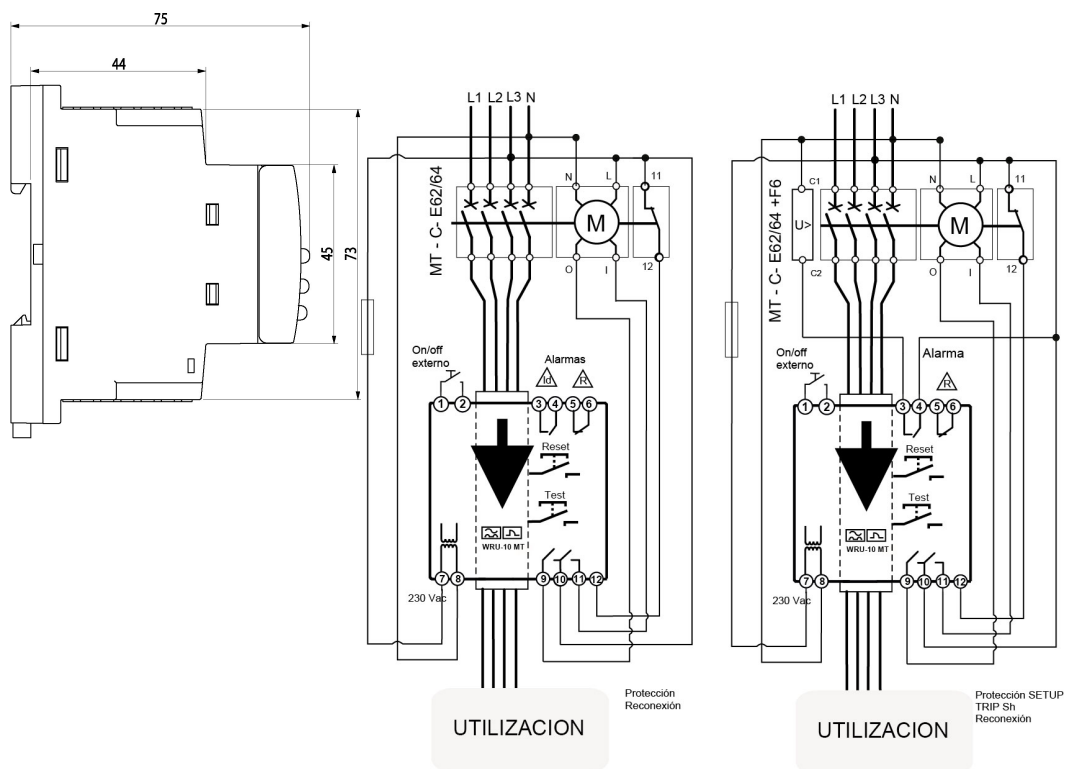 75
44
45
73
L1 L2 L3 N
MT - C- E62/64
N
L
11
M
O
I
12
On/off
externo
Alarmas
Id
R
1
2
3
4
5
6
Reset
Test
WRU-10 MT
7
8
9
10
11
12
230 Vac
Protección
Reconexión
UTILIZACION
L1 L2 L3 N
MT - C- E62/64 +F6
C1
U>
C2
N
L
11
M
O
I
12
On/off
externo
Alarma
R
1
2
3
4
5
6
Reset
Test
WRU-10 MT
7
8
9
10
11
12
230 Vac
Protección SETUP
TRIP Sh
Reconexión
UTILIZACION